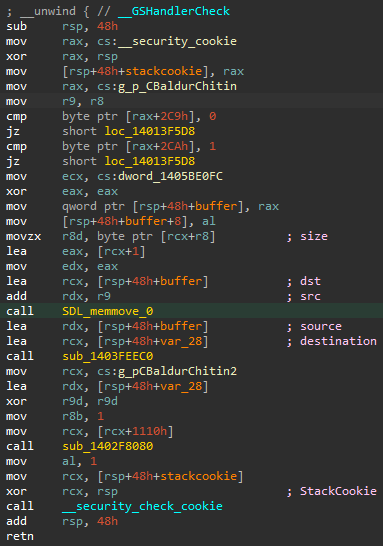 ; __unwind { // __GSHandlerCheck
sub rsp, 48h
mov rax, cs:__security_cookie
xor rax, rsp
mov [rsp+48h+stackcookie], rax
mov rax, cs:g_p_CBaldurChitin
mov r9, r8
cmp byte ptr [rax+2C9h], 0
jz short loc_14013F5D8
cmp byte ptr [rax+2CAh], 1
jz short loc_14013F5D8
mov ecx, cs:dword_1405BE0FC
xor eax, eax
mov qword ptr [rsp+48h+buffer], rax
mov [rsp+48h+buffer+8], al
movzx r8d, byte ptr [rcx+r8] ; size
lea eax, [rcx+1]
mov edx, eax
lea rcx, [rsp+48h+buffer] ; dst
add rdx, r9 ; src
call SDL_memmove_0
lea rdx, [rsp+48h+buffer] ; source
lea rcx, [rsp+48h+var_28] ; destination
call sub_1403FEEC0
mov rcx, cs:g_pCBaldurChitin2
lea rdx, [rsp+48h+var_28]
xor r9d, r9d
mov r8b, 1
mov rcx, [rcx+1110h]
call sub_1402F8080
mov al, 1
mov rcx, [rsp+48h+stackcookie]
xor rcx, rsp ; StackCookie
call __security_check_cookie
add rsp, 48h
retn